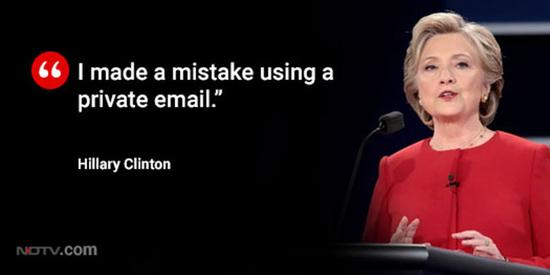 “
I made a mistake using a
private email.”
Hillary Clinton
NDTV.com